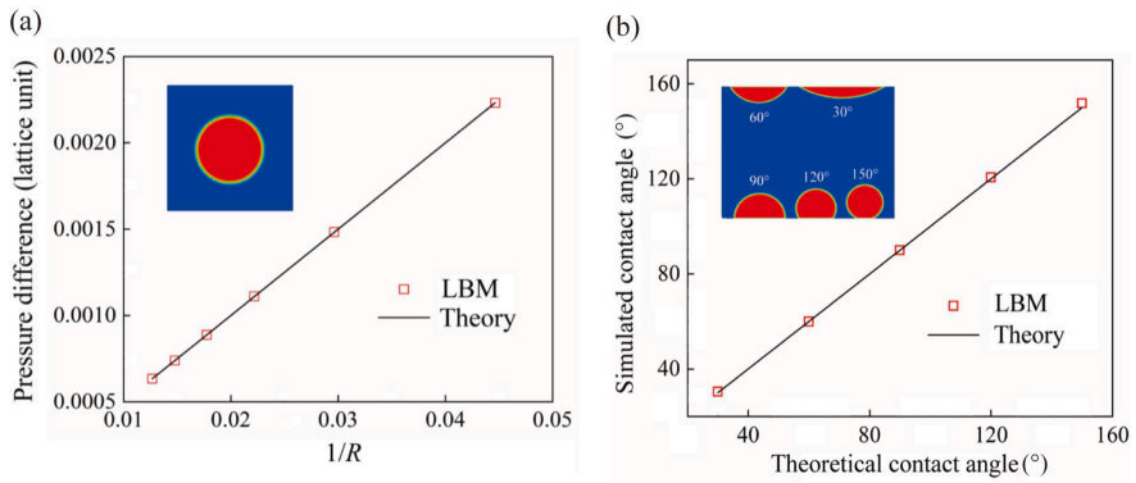 (a)
Pressure difference (lattice unit)
0.0025
0.0020
0.0015
0.0010
0.0005
LBM
Theory
0.01 0.02 0.03 0.04 0.05
1/R
(b)
Simulated contact angle (°)
160
120
80
40
60° 30°
90° 120° 150°
LBM
Theory
40 80 120 160
Theoretical contact angle (°)